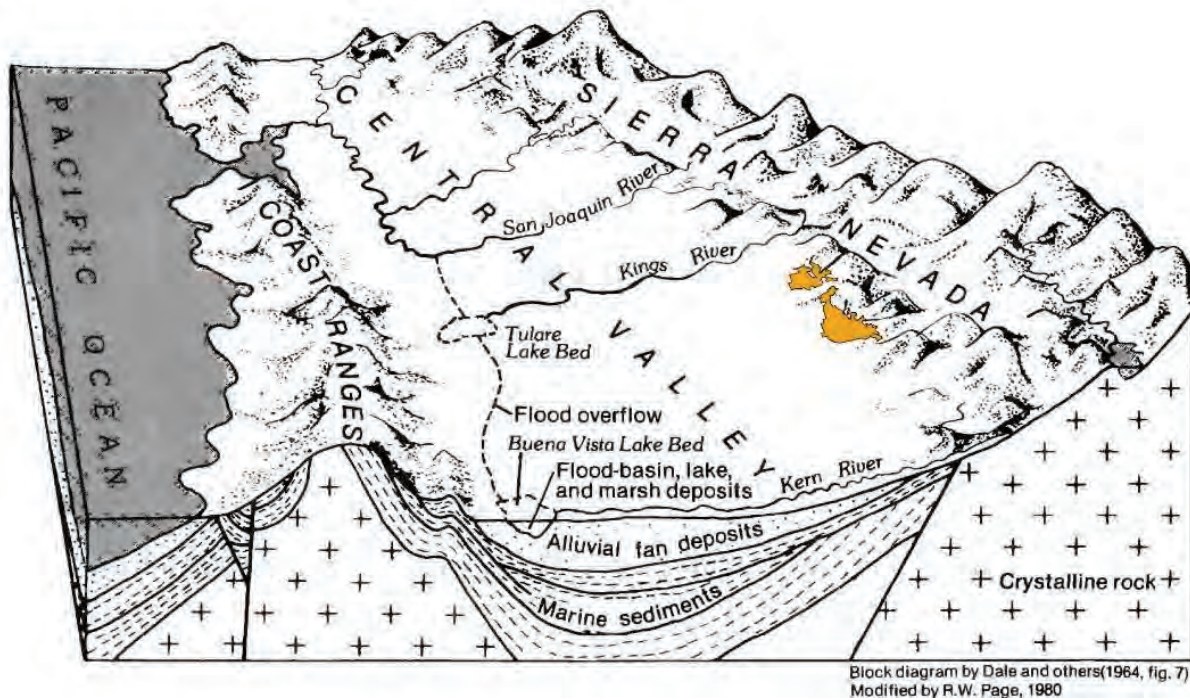 PACIFIC OCEAN
COAST
RANGES
CENTRAL VALLEY
SIERRA
NEVADA
San Joaquin River
Kings River
Tulare
Lake Bed
Flood overflow
Buena Vista Lake Bed
Flood-basin, lake,
and marsh deposits
Kern River
Alluvial fan deposits
Marine sediments
Crystalline rock
Block diagram by Dale and others(1964, fig. 7)
Modified by R.W. Page, 1980